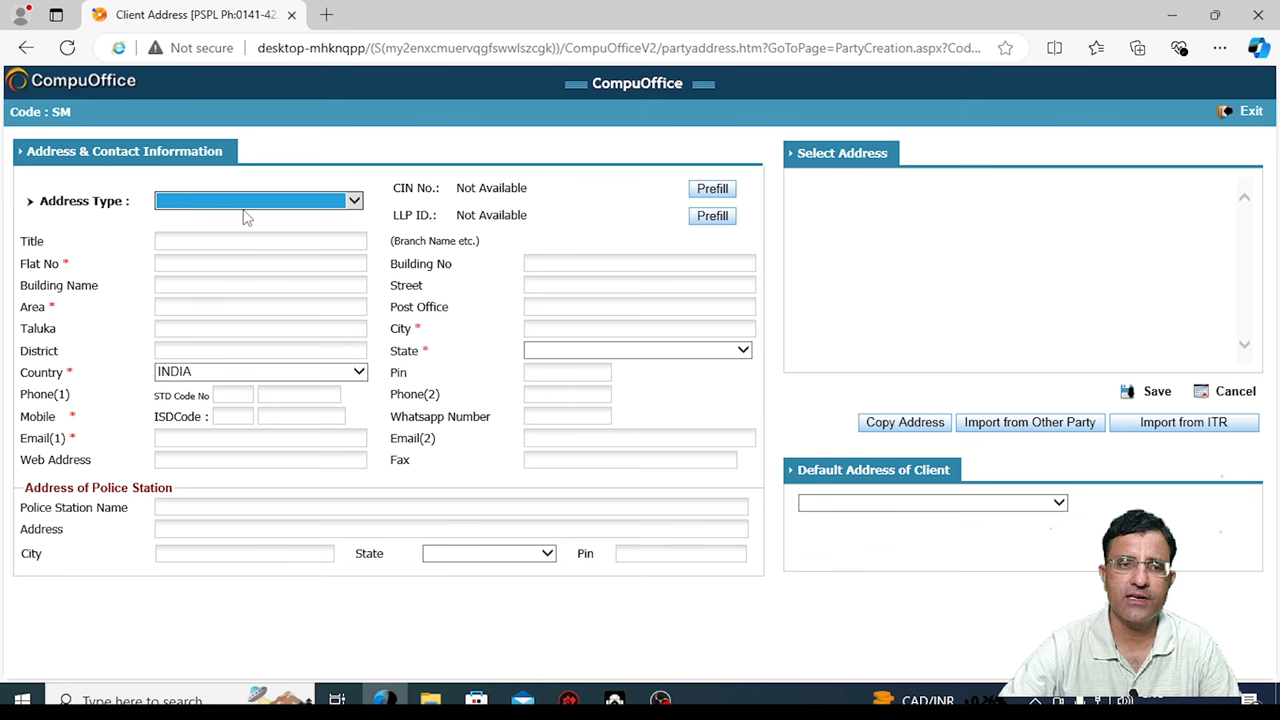 Client Address [PSPL Ph:0141-42
Not secure
desktop-mhknqpp/(S(my2enxcmuervqgfswwlszcgk))/CompuOfficeV2/partyaddress.htm?GoToPage=PartyCreation.aspx?Cod...
CompuOffice
CompuOffice
Code : SM
Exit
Address & Contact Inforrmation
Select Address
Address Type :
CIN No.: Not Available Prefill
LLP ID.: Not Available Prefill
Title (Branch Name etc.)
Flat No * Building No
Building Name Street
Area * Post Office
Taluka City *
District State *
Country * INDIA Pin
Phone(1) STD Code No Phone(2)
Mobile * ISDCode : Whatsapp Number
Email(1) * Email(2)
Web Address Fax
Save Cancel
Copy Address Import from Other Party Import from ITR
Default Address of Client
Address of Police Station
Police Station Name
Address
City State Pin
Type here to search
CAD/INR +0.26%